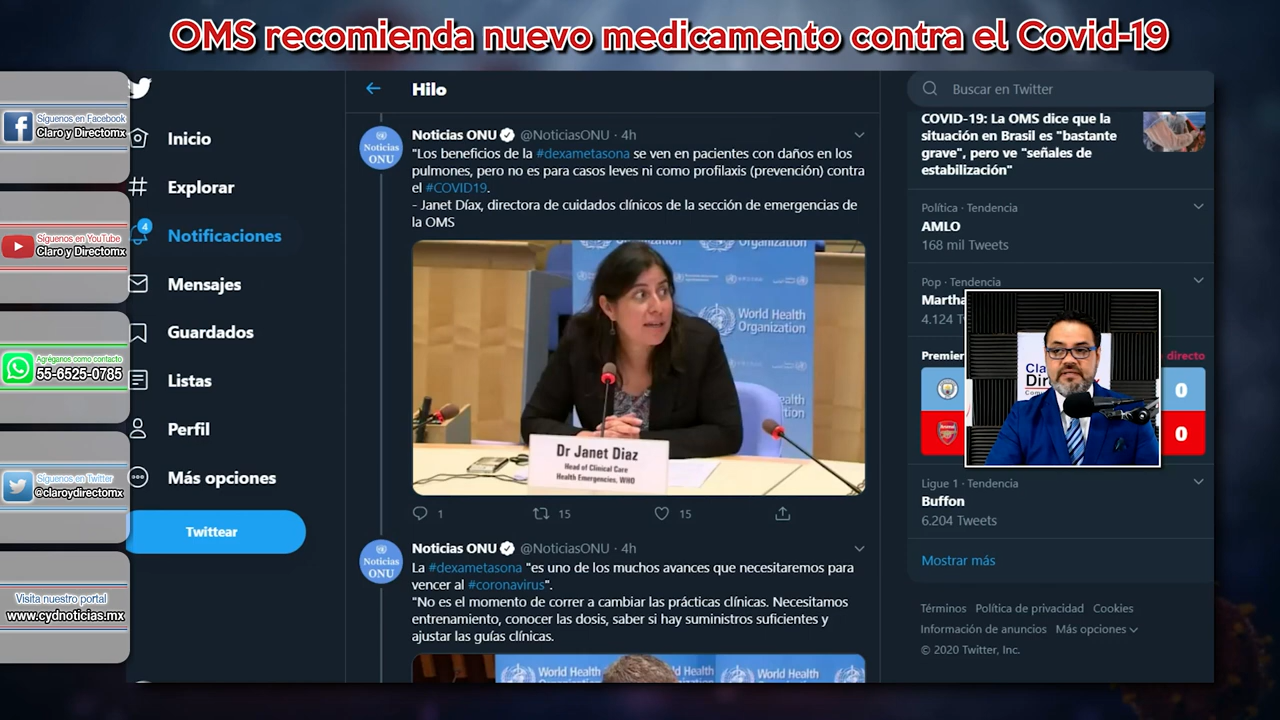 OMS recomienda nuevo medicamento contra el Covid-19
Síguenos en Facebook
Claro y Directomx
Síguenos en YouTube
Claro y Directomx
Agréganos como contacto
55-6525-0785
Síguenos en Twitter
@claroydirectomx
Visita nuestro portal
www.cydnoticias.mx
Inicio
Explorar
4
Notificaciones
Mensajes
Guardados
Listas
Perfil
Más opciones
Twittear
Hilo
Noticias ONU @NoticiasONU · 4h
"Los beneficios de la #dexametasona se ven en pacientes con daños en los
pulmones, pero no es para casos leves ni como profilaxis (prevención) contra
el #COVID19.
- Janet Díax, directora de cuidados clínicos de la sección de emergencias de
la OMS
Noticias
ONU
Organization
World Health
Organization
Health
Dr Janet Diaz
Head of Clinical Care
Health Emergencies, WHO
1
15
15
Noticias ONU @NoticiasONU · 4h
La #dexametasona "es uno de los muchos avances que necesitaremos para
vencer al #coronavirus".
"No es el momento de correr a cambiar las prácticas clínicas. Necesitamos
entrenamiento, conocer las dosis, saber si hay suministros suficientes y
ajustar las guías clínicas.
Noticias
ONU
World Health
World Health
Buscar en Twitter
COVID-19: La OMS dice que la
situación en Brasil es "bastante
grave", pero ve "señales de
estabilización"
Política · Tendencia
AMLO
168 mil Tweets
Pop · Tendencia
Martha
4.124
Premier
directo
0
0
Ligue 1 · Tendencia
Buffon
6.204 Tweets
Mostrar más
Términos Política de privacidad Cookies
Información de anuncios Más opciones
© 2020 Twitter, Inc.